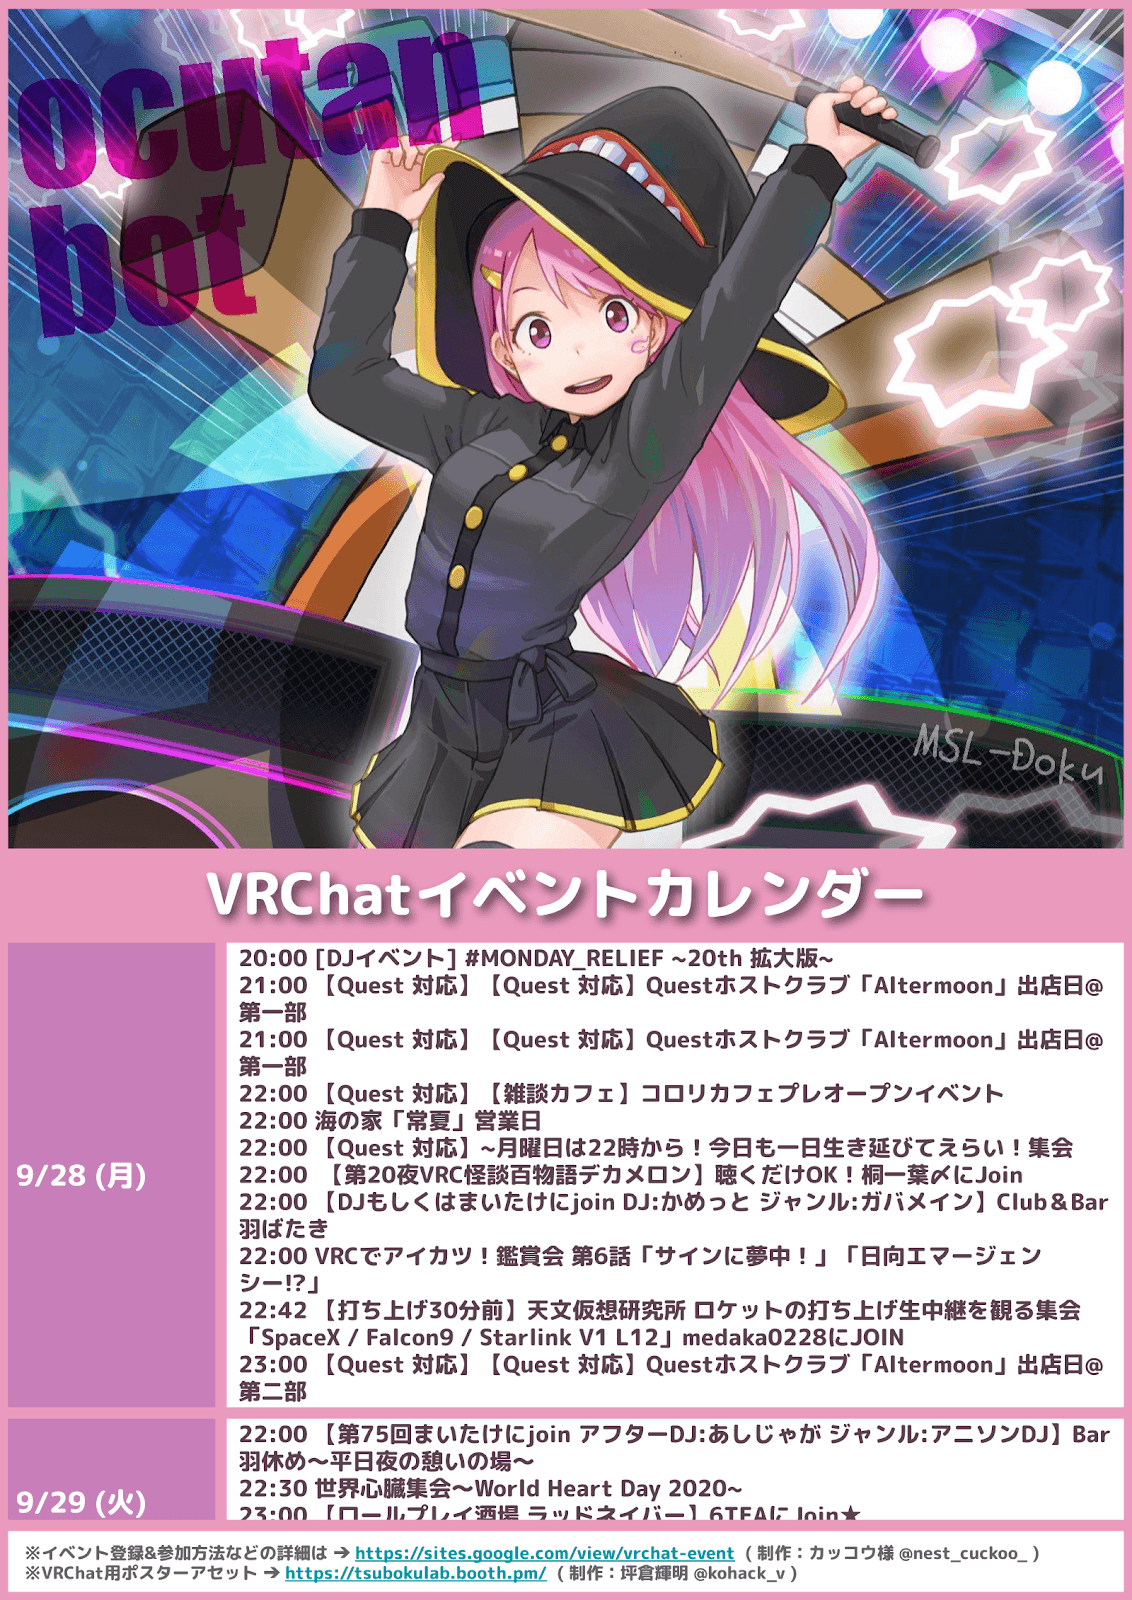 ocutan
bot
MSL-Doku
VRChatイベントカレンダー
9/28 (月)
20:00 [DJイベント] #MONDAY_RELIEF ~20th 拡大版~
21:00 【Quest 対応】【Quest 対応】Questホストクラブ「Altermoon」出店日@
第一部
21:00 【Quest 対応】【Quest 対応】Questホストクラブ「Altermoon」出店日@
第一部
22:00 【Quest 対応】【雑談カフェ】コロリカフェプレオープンイベント
22:00 海の家「常夏」営業日
22:00 【Quest 対応】~月曜日は22時から！今日も一日生き延びてえらい！集会
22:00 【第20夜VRC怪談百物語デカメロン】聴くだけOK！桐一葉〆にJoin
22:00 【DJもしくはまいたけにjoin DJ:かめっと ジャンル:ガバメイン】Club＆Bar
羽ばたき
22:00 VRCでアイカツ！鑑賞会 第6話「サインに夢中！」「日向エマージェン
シー!?」
22:42 【打ち上げ30分前】天文仮想研究所 ロケットの打ち上げ生中継を観る集会
「SpaceX / Falcon9 / Starlink V1 L12」medaka0228にJOIN
23:00 【Quest 対応】【Quest 対応】Questホストクラブ「Altermoon」出店日@
第二部
9/29 (火)
22:00 【第75回まいたけにjoin アフターDJ:あしじゃが ジャンル:アニソンDJ】Bar
羽休め～平日夜の憩いの場～
22:30 世界心臓集会～World Heart Day 2020~
23:00 【ロールプレイ酒場 ラッドネイバー】6TEAに Join★
※イベント登録&参加方法などの詳細は ➔ https://sites.google.com/view/vrchat-event ( 制作：カッコウ様 @nest_cuckoo_ )
※VRChat用ポスターアセット ➔ https://tsubokulab.booth.pm/ ( 制作：坪倉輝明 @kohack_v )